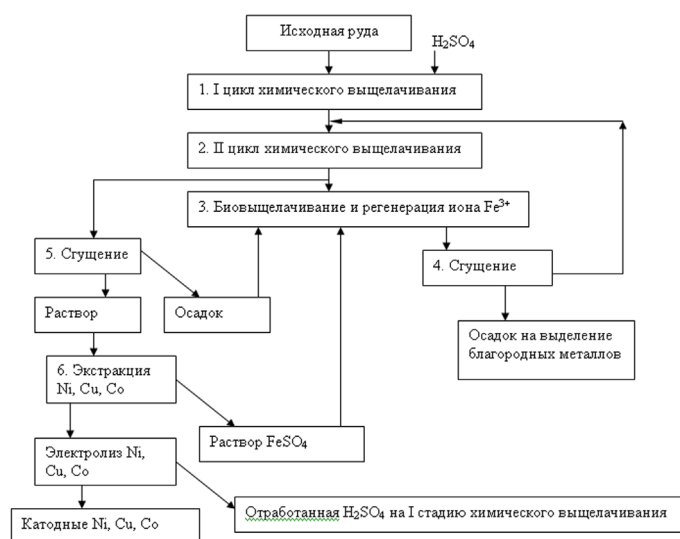 Исходная руда
H₂SO₄
1. I цикл химического выщелачивания
2. II цикл химического выщелачивания
3. Биовыщелачивание и регенерация иона Fe³⁺
5. Сгущение
4. Сгущение
Раствор
Осадок
Осадок на выделение
благородных металлов
6. Экстракция
Ni, Cu, Co
Раствор FeSO₄
Электролиз Ni,
Cu, Co
Отработанная H₂SO₄ на I стадию химического выщелачивания
Катодные Ni, Cu, Co